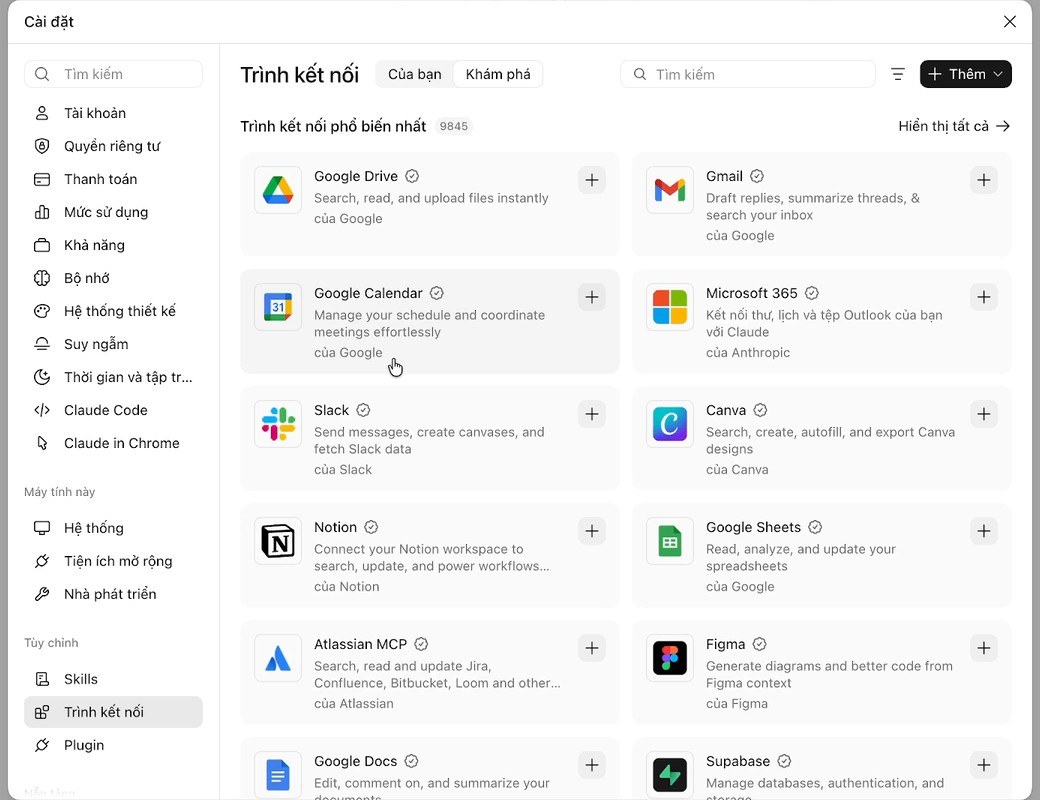 Cài đặt
Tìm kiếm
Tài khoản
Quyền riêng tư
Thanh toán
Mức sử dụng
Khả năng
Bộ nhớ
Hệ thống thiết kế
Suy ngẫm
Thời gian và tập tr...
Claude Code
Claude in Chrome
Máy tính này
Hệ thống
Tiện ích mở rộng
Nhà phát triển
Tùy chỉnh
Skills
Trình kết nối
Plugin
Nền tảng
Trình kết nối
Của bạn
Khám phá
Tìm kiếm
Thêm
Trình kết nối phổ biến nhất 9845
Hiển thị tất cả
Google Drive
Search, read, and upload files instantly
của Google
Gmail
Draft replies, summarize threads, &
search your inbox
của Google
31
Google Calendar
Manage your schedule and coordinate
meetings effortlessly
của Google
Microsoft 365
Kết nối thư, lịch và tệp Outlook của bạn
với Claude
của Anthropic
Slack
Send messages, create canvases, and
fetch Slack data
của Slack
Canva
Search, create, autofill, and export Canva
designs
của Canva
Notion
Connect your Notion workspace to
search, update, and power workflows...
của Notion
Google Sheets
Read, analyze, and update your
spreadsheets
của Google
Atlassian MCP
Search, read and update Jira,
Confluence, Bitbucket, Loom and other...
của Atlassian
Figma
Generate diagrams and better code from
Figma context
của Figma
Google Docs
Edit, comment on, and summarize your
documents
Supabase
Manage databases, authentication, and
storage